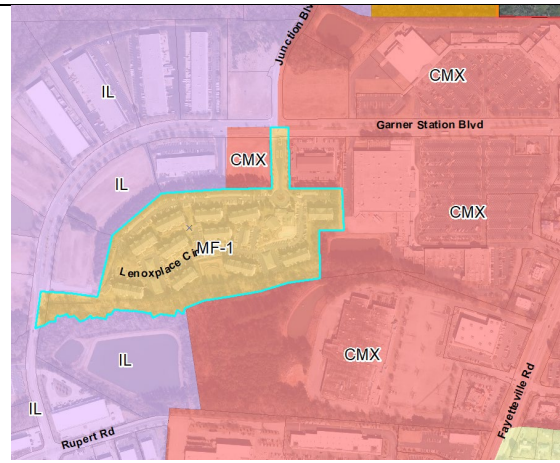 Junction Blv
IL
CMX
Garner Station Blvd
CMX
IL
CMX
MF-1
Lenoxplace Cir
IL
CMX
IL
Rupert Rd
Fayetteville Rd